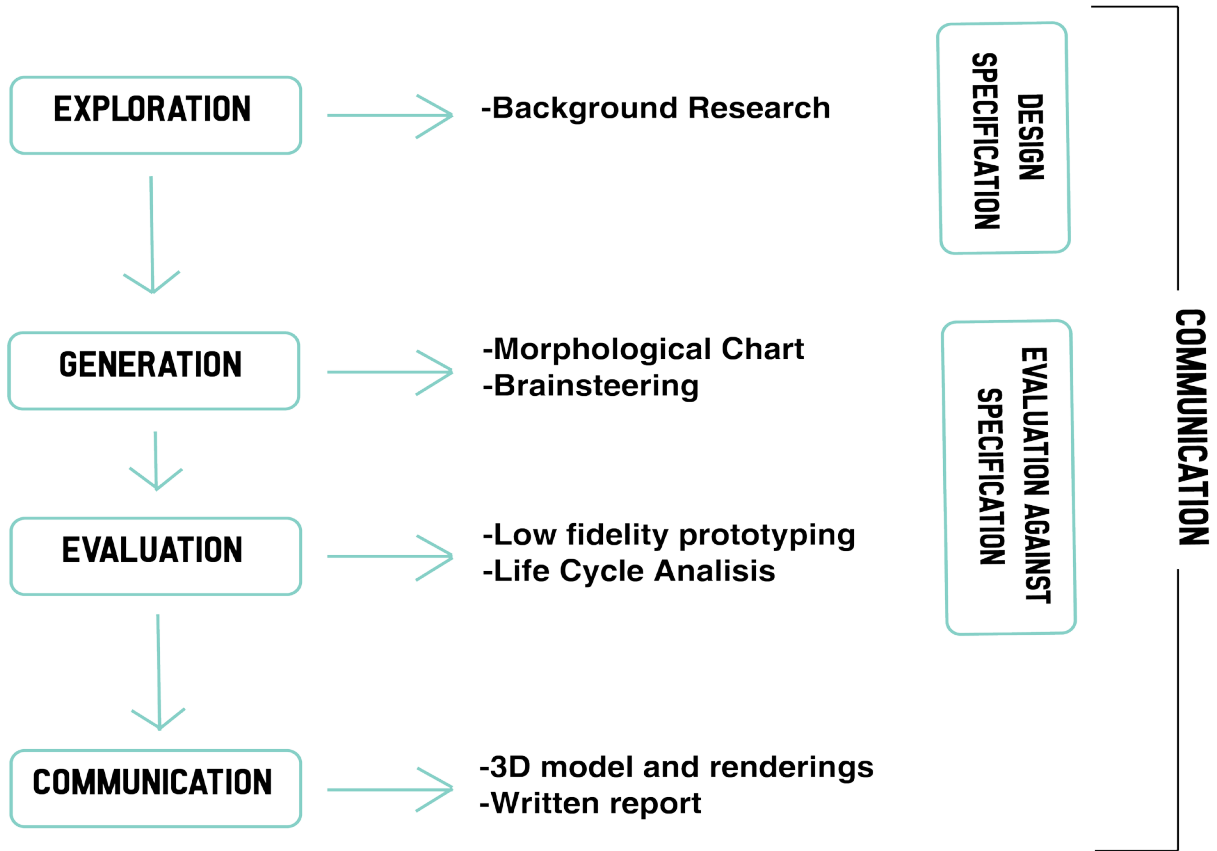 EXPLORATION
-Background Research
GENERATION
-Morphological Chart
-Brainsteering
EVALUATION
-Low fidelity prototyping
-Life Cycle Analisis
COMMUNICATION
-3D model and renderings
-Written report
DESIGN
SPECIFICATION
EVALUATION AGAINST
SPECIFICATION
COMMUNICATION